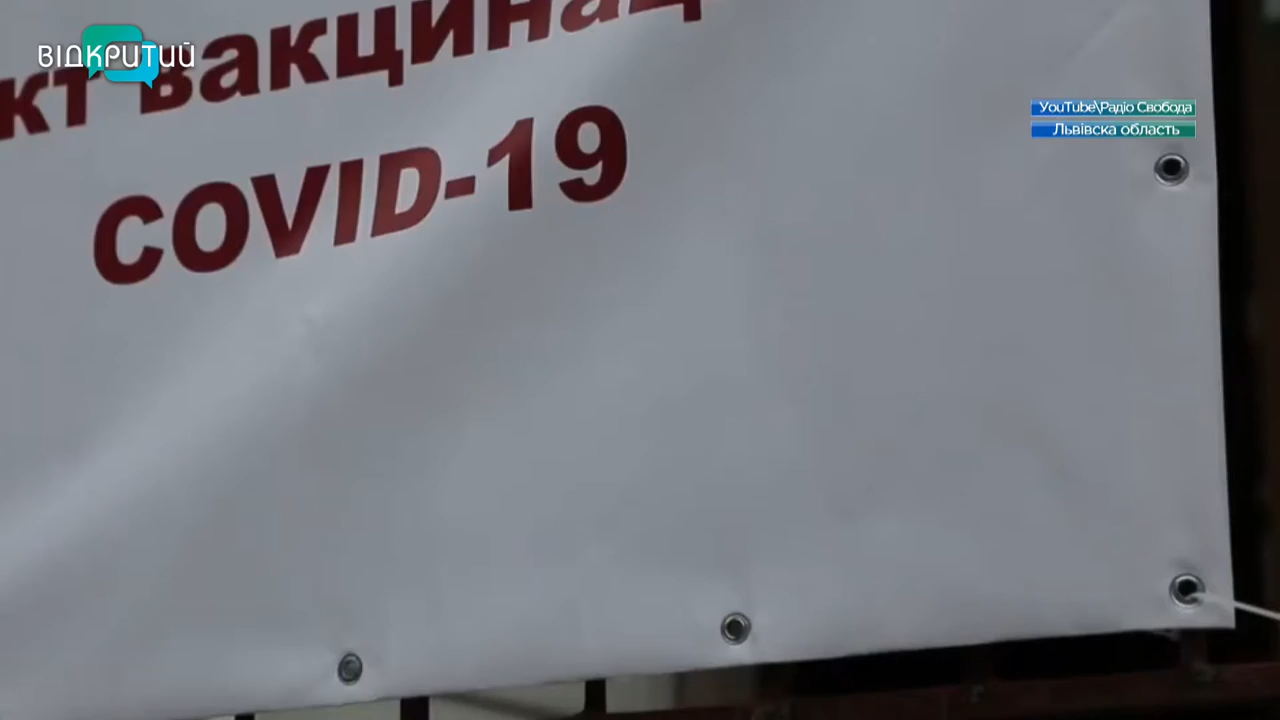 ВІДКРИТИЙ
кт вакцинац
COVID-19
YouTube\Радіо Свобода
Львівска область